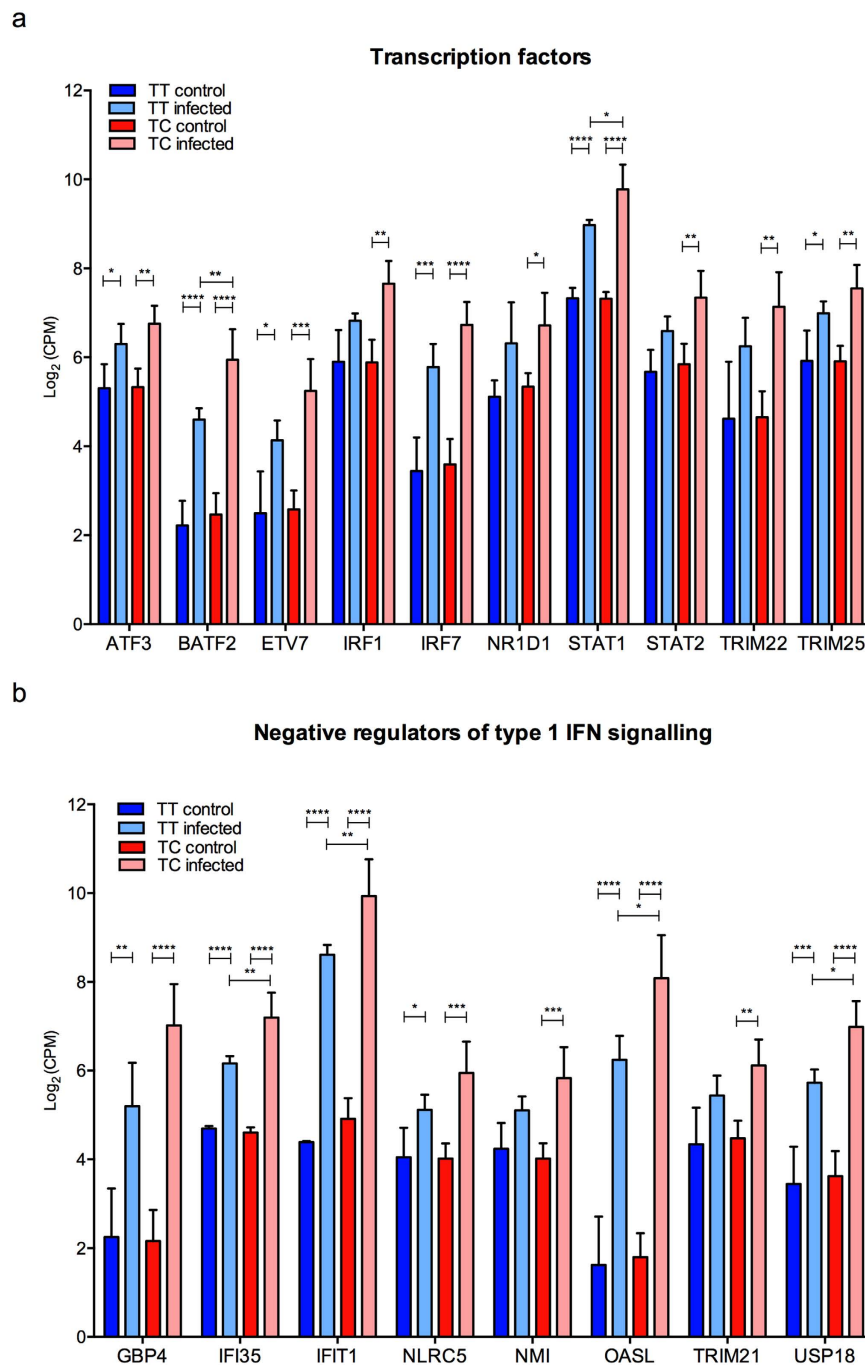 a
Transcription factors
12
10
8
6
4
2
0
Log2 (CPM)
TT control
TT infected
TC control
TC infected
* ** **** ** **** * *** ** *** **** * **** * **** ** ** * **
ATF3 BATF2 ETV7 IRF1 IRF7 NR1D1 STAT1 STAT2 TRIM22 TRIM25
b
Negative regulators of type 1 IFN signalling
12
10
8
6
4
2
0
Log2 (CPM)
TT control
TT infected
TC control
TC infected
** **** **** ** **** **** ** **** * *** *** **** * **** ** *** * ****
GBP4 IFI35 IFIT1 NLRC5 NMI OASL TRIM21 USP18